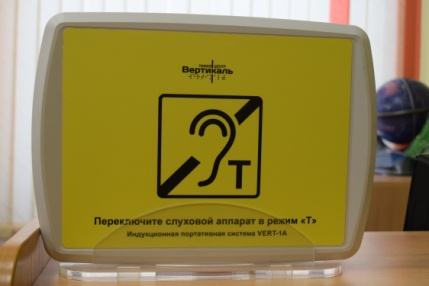 Вертикаль
T
Переключите слуховой аппарат в режим «Т»
Индукционная портативная система VERT-1A